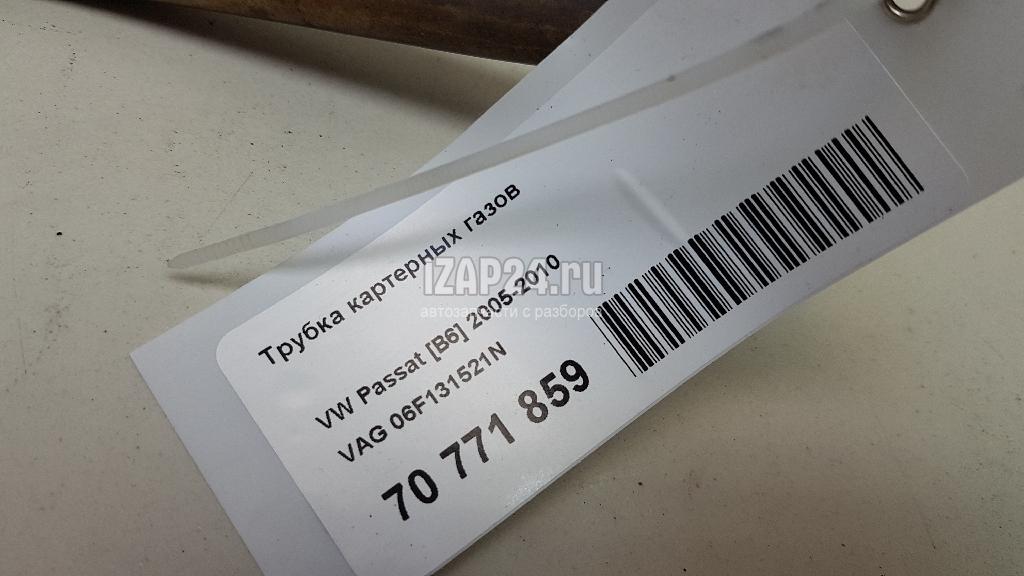 Трубка картерных газов
VW Passat [B6] 2005-2010
VAG 06F131521N
70 771 859
IZAP24.ru
автозапчасти с разборов